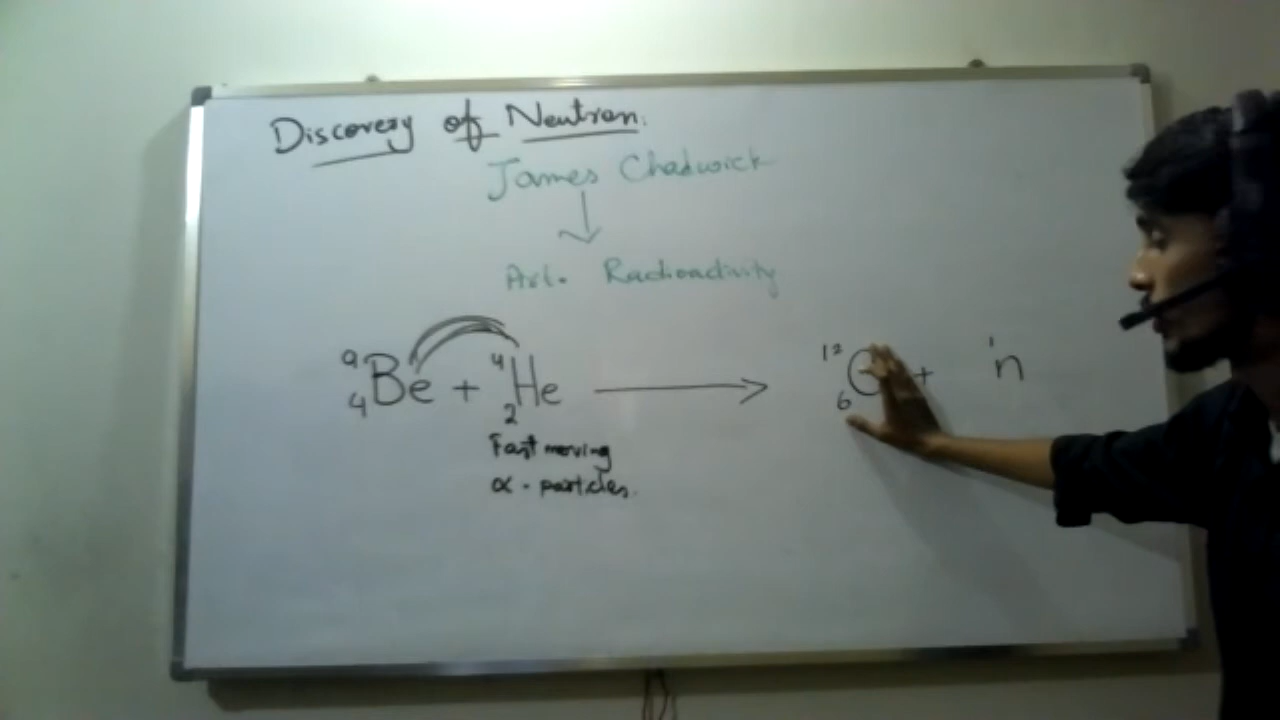 Discovery of Neutron.
James Chadwick
Art. Radioactivity
⁹₄Be + ⁴₂He ⟶ ¹²₆C + ¹n
Fast moving
α - particles.